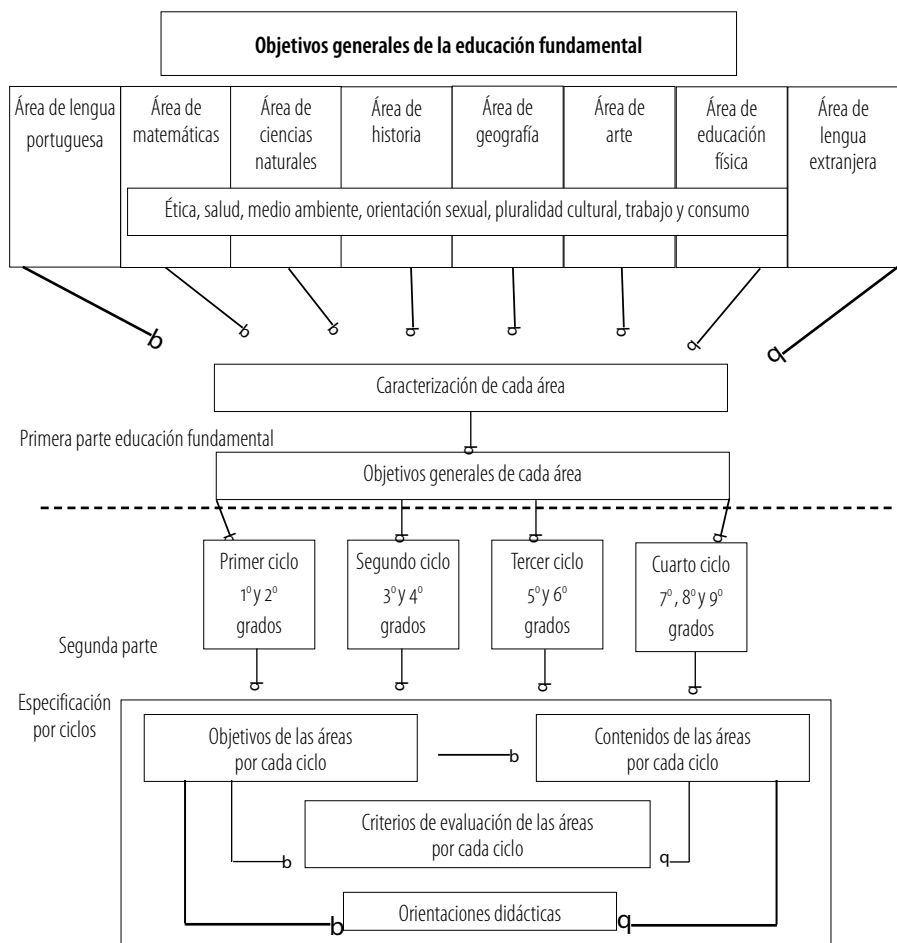 Objetivos generales de la educación fundamental
Área de lengua
portuguesa
Área de
matemáticas
Área de
ciencias
naturales
Área de
historia
Área de
geografía
Área de
arte
Área de
educación
física
Área de
lengua
extranjera
Ética, salud, medio ambiente, orientación sexual, pluralidad cultural, trabajo y consumo
b
b
b
q
q
q
q
q
Caracterización de cada área
q
Primera parte educación fundamental
Objetivos generales de cada área
q
q
q
q
Primer ciclo
1º y 2º
grados
Segundo ciclo
3º y 4º
grados
Tercer ciclo
5º y 6º
grados
Cuarto ciclo
7º, 8º y 9º
grados
Segunda parte
q
q
q
q
Especificación
por ciclos
Objetivos de las áreas
por cada ciclo
b
Contenidos de las áreas
por cada ciclo
Criterios de evaluación de las áreas
por cada ciclo
b
q
Orientaciones didácticas
b
q